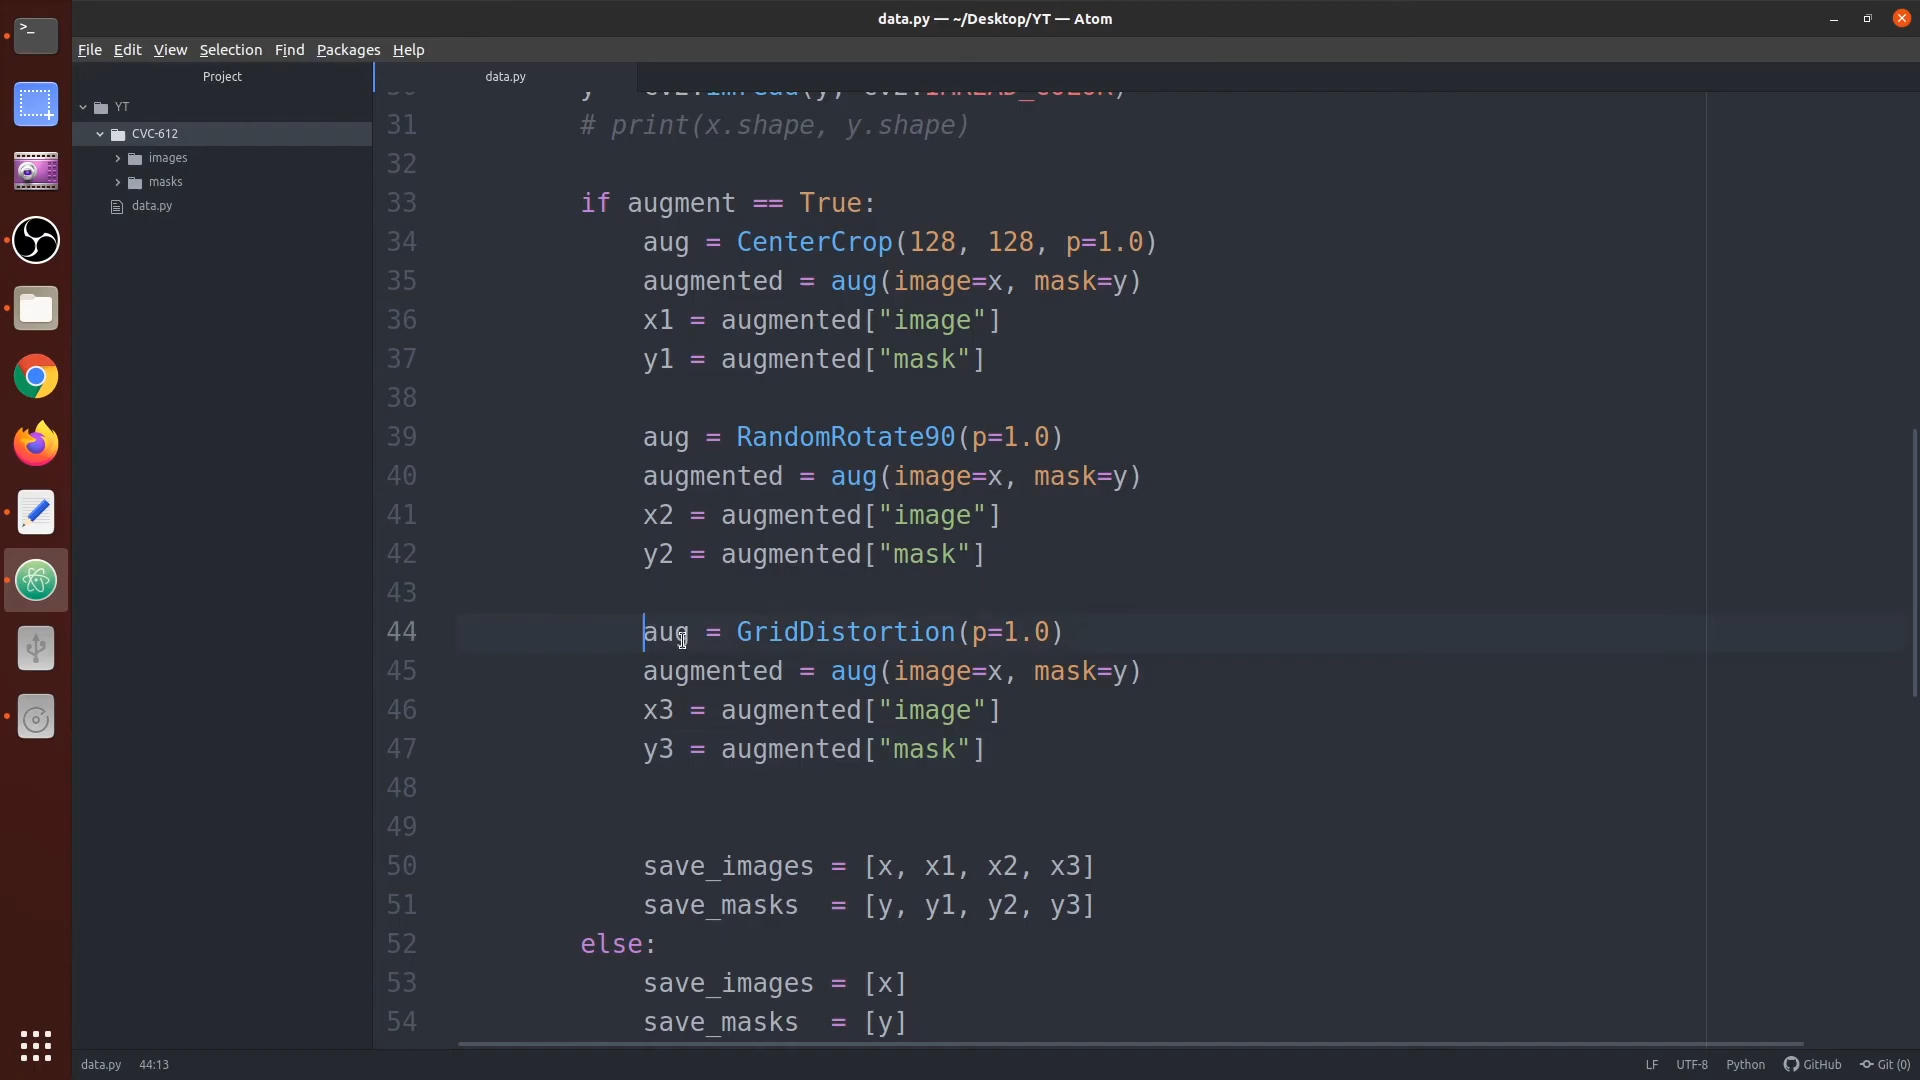 data.py — ~/Desktop/YT — Atom
File Edit View Selection Find Packages Help
Project
data.py
YT
CVC-612
images
masks
data.py
31 # print(x.shape, y.shape)
32
33 if augment == True:
34 aug = CenterCrop(128, 128, p=1.0)
35 augmented = aug(image=x, mask=y)
36 x1 = augmented["image"]
37 y1 = augmented["mask"]
38
39 aug = RandomRotate90(p=1.0)
40 augmented = aug(image=x, mask=y)
41 x2 = augmented["image"]
42 y2 = augmented["mask"]
43
44 aug = GridDistortion(p=1.0)
45 augmented = aug(image=x, mask=y)
46 x3 = augmented["image"]
47 y3 = augmented["mask"]
48
49
50 save_images = [x, x1, x2, x3]
51 save_masks  = [y, y1, y2, y3]
52 else:
53 save_images = [x]
54 save_masks  = [y]
data.py 44:13
LF UTF-8 Python GitHub Git (0)